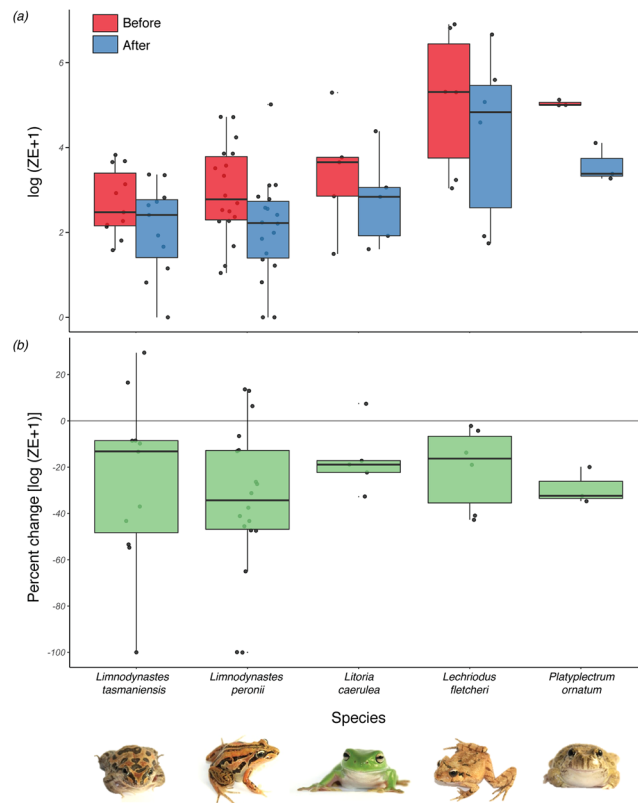 (a)
Before
After
6
4
2
0
log (ZE+1)
(b)
20
0
-20
-40
-60
-80
-100
Percent change [log (ZE+1)]
Limnodynastes
tasmaniensis
Limnodynastes
peronii
Litoria
caerulea
Lechriodus
fletcheri
Platyplectrum
ornatum
Species